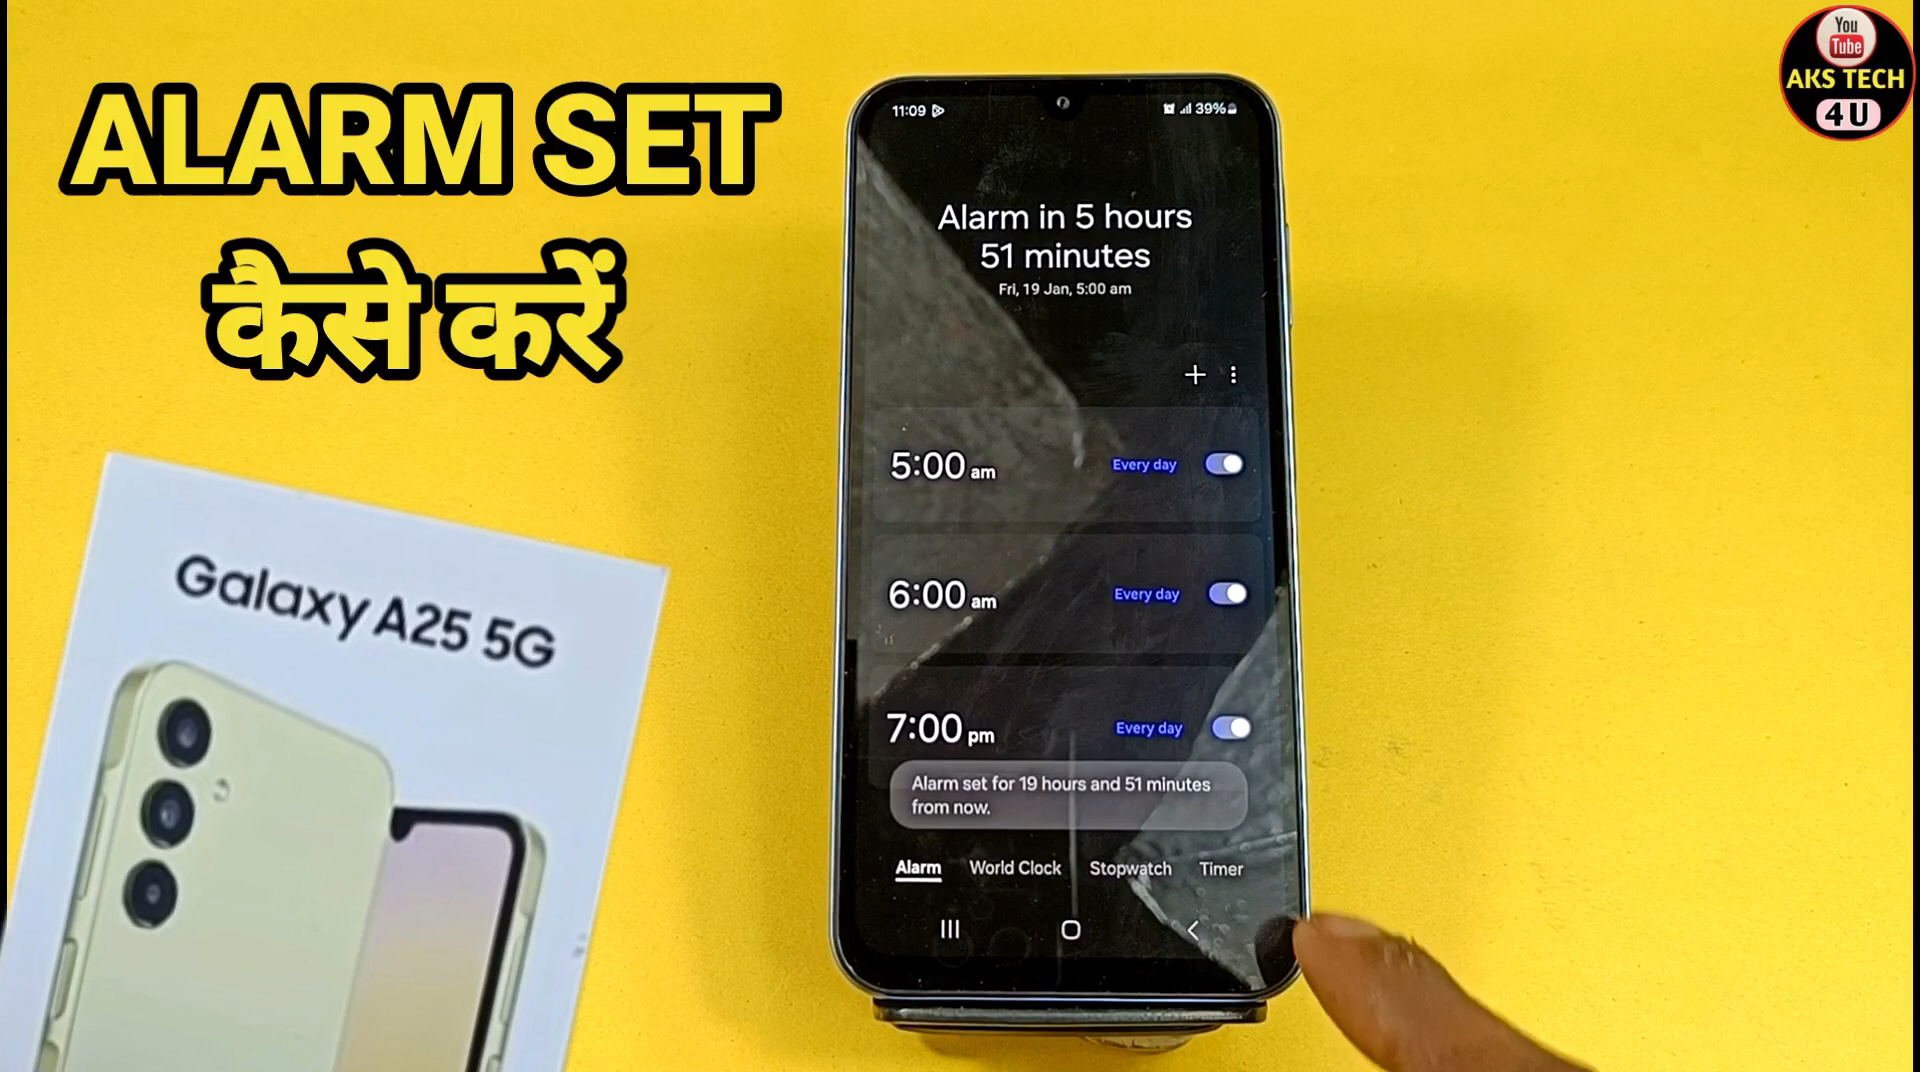 ALARM SET
कैसे करें
You
Tube
AKS TECH
4U
11:09
39%
Alarm in 5 hours
51 minutes
Fri, 19 Jan, 5:00 am
5:00 am
Every day
6:00 am
Every day
7:00 pm
Every day
Alarm set for 19 hours and 51 minutes
from now.
Alarm World Clock Stopwatch Timer
Galaxy A25 5G